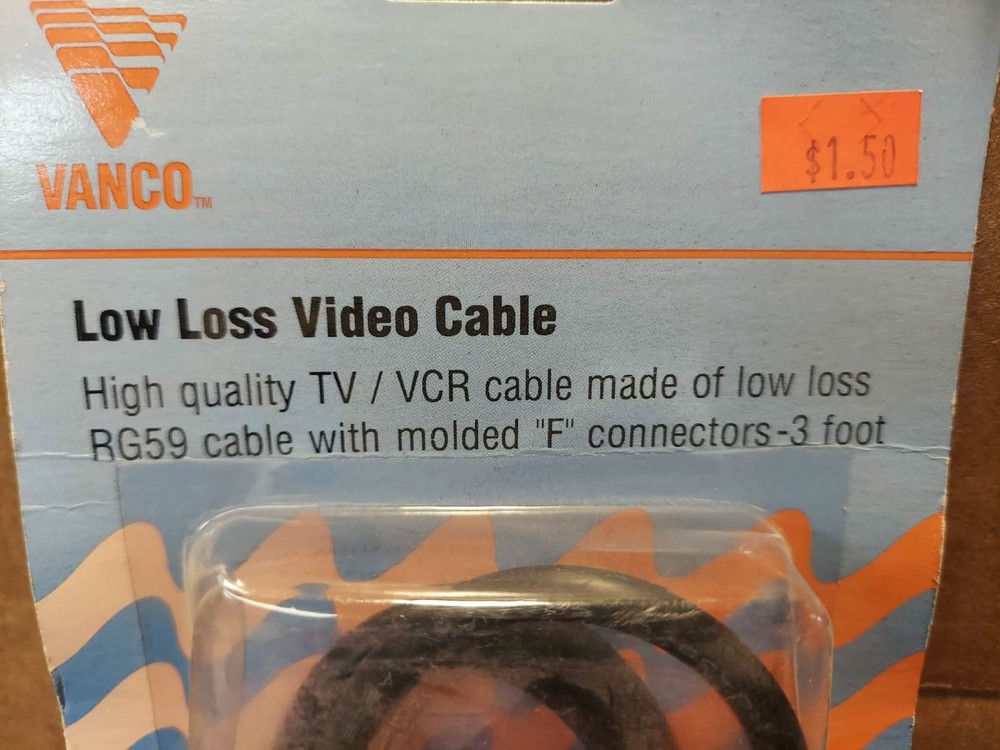 VANCO™
$1.50
Low Loss Video Cable
High quality TV / VCR cable made of low loss
RG59 cable with molded "F" connectors-3 foot